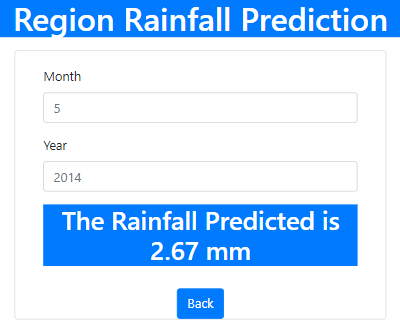 Region Rainfall Prediction
Month
5
Year
2014
The Rainfall Predicted is
2.67 mm
Back